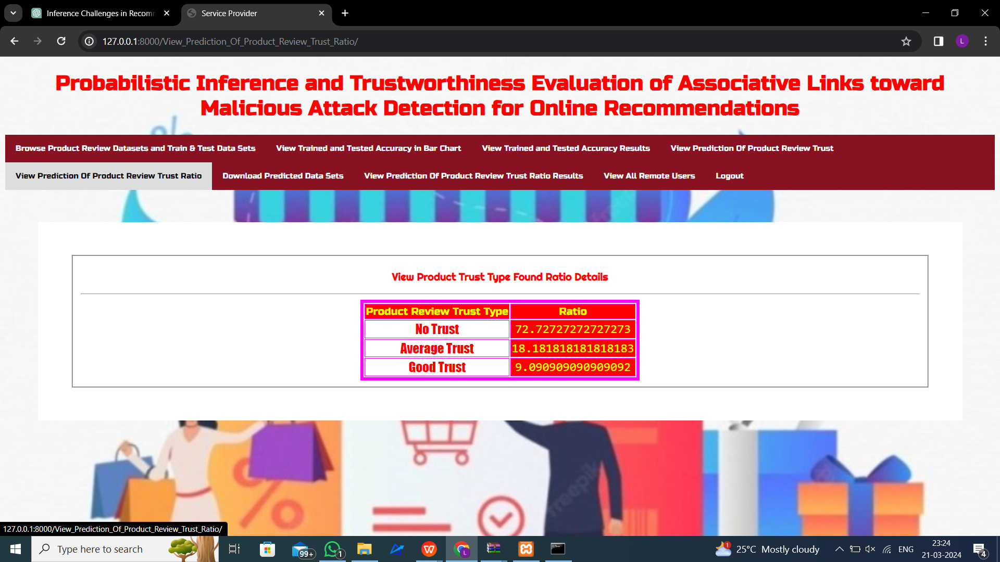 Inference Challenges in Recomm
Service Provider
127.0.0.1:8000/View_Prediction_Of_Product_Review_Trust_Ratio/
L
Probabilistic Inference and Trustworthiness Evaluation of Associative Links toward
Malicious Attack Detection for Online Recommendations
Browse Product Review Datasets and Train & Test Data Sets
View Trained and Tested Accuracy in Bar Chart
View Trained and Tested Accuracy Results
View Prediction Of Product Review Trust
View Prediction Of Product Review Trust Ratio
Download Predicted Data Sets
View Prediction Of Product Review Trust Ratio Results
View All Remote Users
Logout
View Product Trust Type Found Ratio Details
Product Review Trust Type Ratio
No Trust 72.72727272727273
Average Trust 18.181818181818183
Good Trust 9.090909090909092
freepik
127.0.0.1:8000/View_Prediction_Of_Product_Review_Trust_Ratio/
Type here to search
99+
1
W
L
1
25°C Mostly cloudy
ENG
23:24
21-03-2024
4